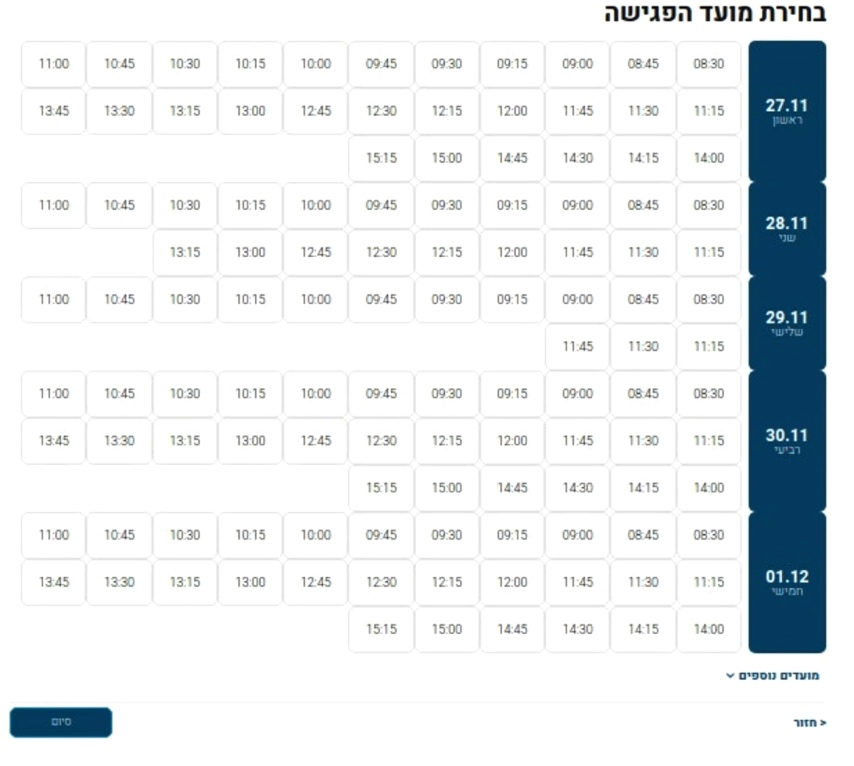 בחירת מועד הפגישה
27.11
ראשון
08:30 08:45 09:00 09:15 09:30 09:45 10:00 10:15 10:30 10:45 11:00
11:15 11:30 11:45 12:00 12:15 12:30 12:45 13:00 13:15 13:30 13:45
14:00 14:15 14:30 14:45 15:00 15:15
28.11
שני
08:30 08:45 09:00 09:15 09:30 09:45 10:00 10:15 10:30 10:45 11:00
11:15 11:30 11:45 12:00 12:15 12:30 12:45 13:00 13:15
29.11
שלישי
08:30 08:45 09:00 09:15 09:30 09:45 10:00 10:15 10:30 10:45 11:00
11:15 11:30 11:45
30.11
רביעי
08:30 08:45 09:00 09:15 09:30 09:45 10:00 10:15 10:30 10:45 11:00
11:15 11:30 11:45 12:00 12:15 12:30 12:45 13:00 13:15 13:30 13:45
14:00 14:15 14:30 14:45 15:00 15:15
01.12
חמישי
08:30 08:45 09:00 09:15 09:30 09:45 10:00 10:15 10:30 10:45 11:00
11:15 11:30 11:45 12:00 12:15 12:30 12:45 13:00 13:15 13:30 13:45
14:00 14:15 14:30 14:45 15:00 15:15
מועדים נוספים
< חזור
סיום